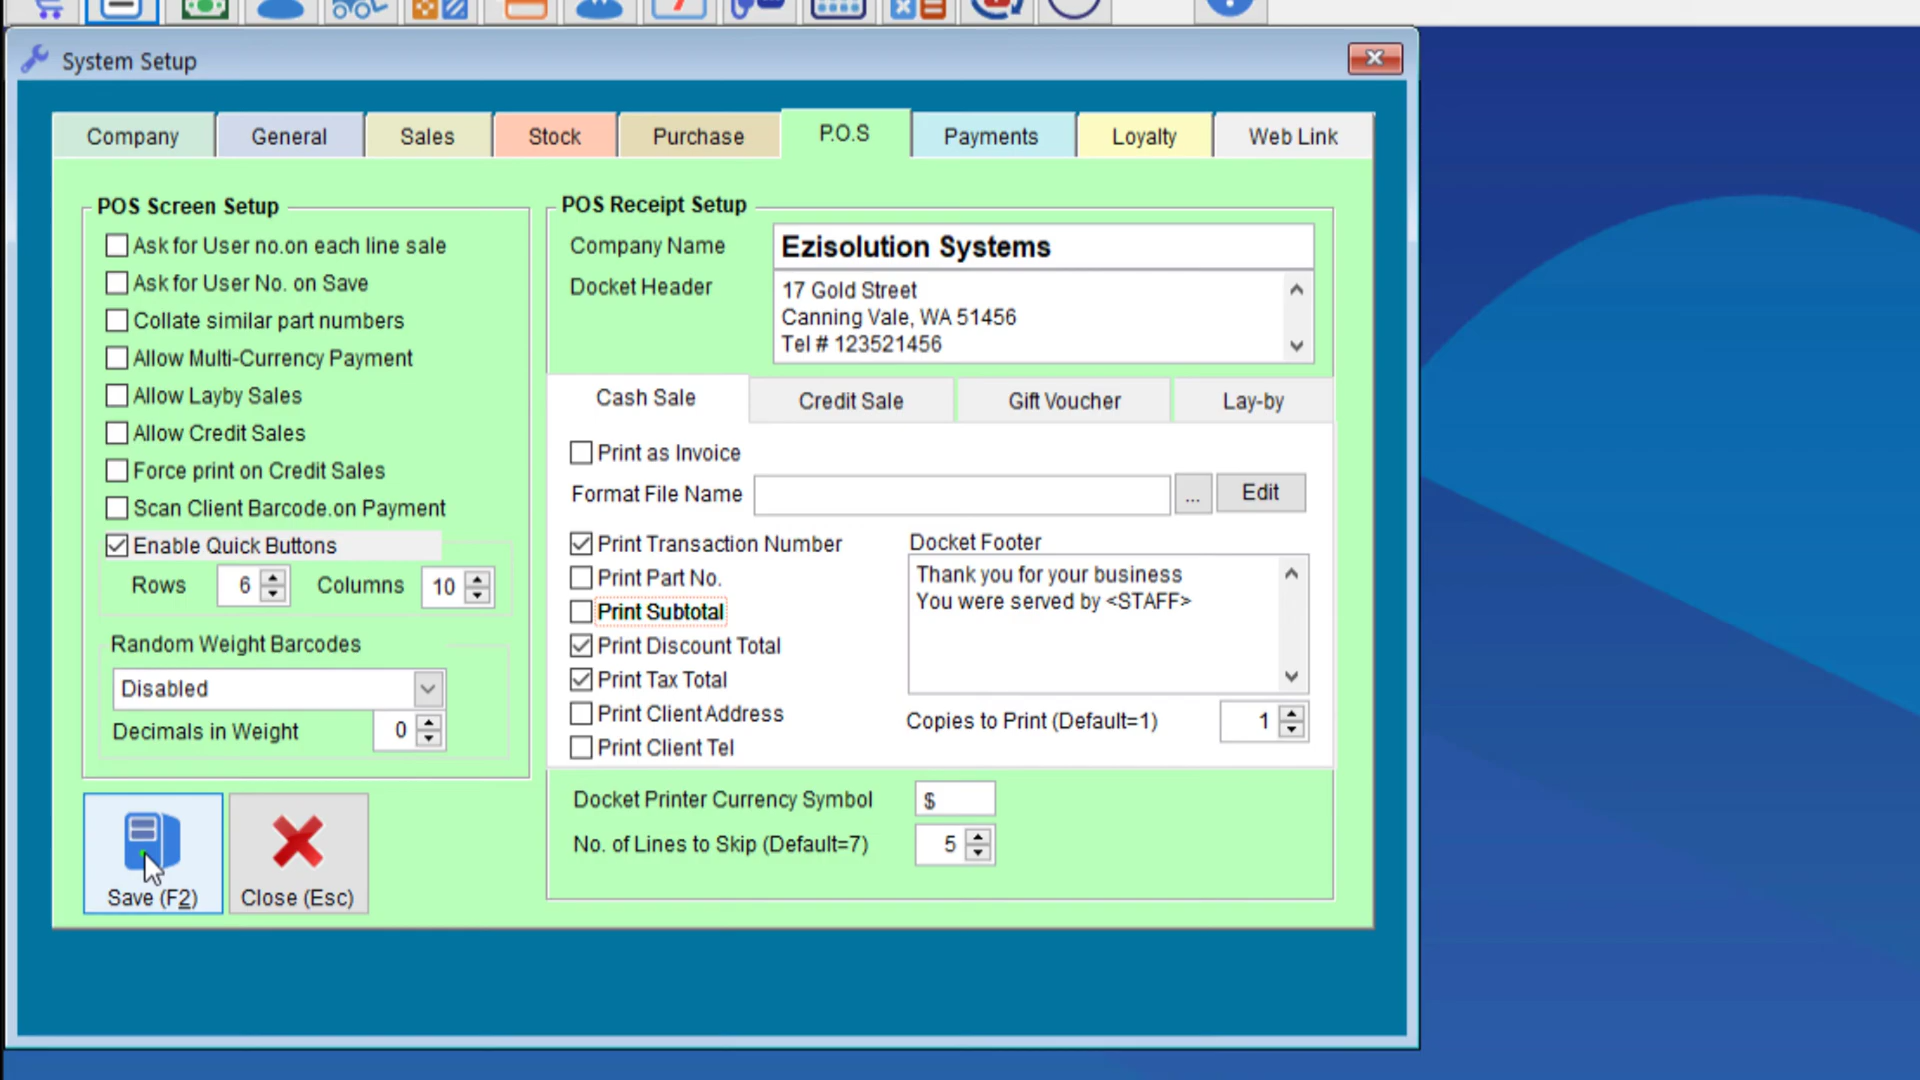 System Setup
Company
General
Sales
Stock
Purchase
P.O.S
Payments
Loyalty
Web Link
POS Screen Setup
Ask for User no.on each line sale
Ask for User No. on Save
Collate similar part numbers
Allow Multi-Currency Payment
Allow Layby Sales
Allow Credit Sales
Force print on Credit Sales
Scan Client Barcode.on Payment
Enable Quick Buttons
Rows 6 Columns 10
Random Weight Barcodes
Disabled
Decimals in Weight 0
Save (F2)
Close (Esc)
POS Receipt Setup
Company Name Ezisolution Systems
Docket Header 17 Gold Street
Canning Vale, WA 51456
Tel # 123521456
Cash Sale
Credit Sale
Gift Voucher
Lay-by
Print as Invoice
Format File Name ... Edit
Print Transaction Number
Print Part No.
Print Subtotal
Print Discount Total
Print Tax Total
Print Client Address
Print Client Tel
Docket Footer
Thank you for your business
You were served by <STAFF>
Copies to Print (Default=1) 1
Docket Printer Currency Symbol $
No. of Lines to Skip (Default=7) 5